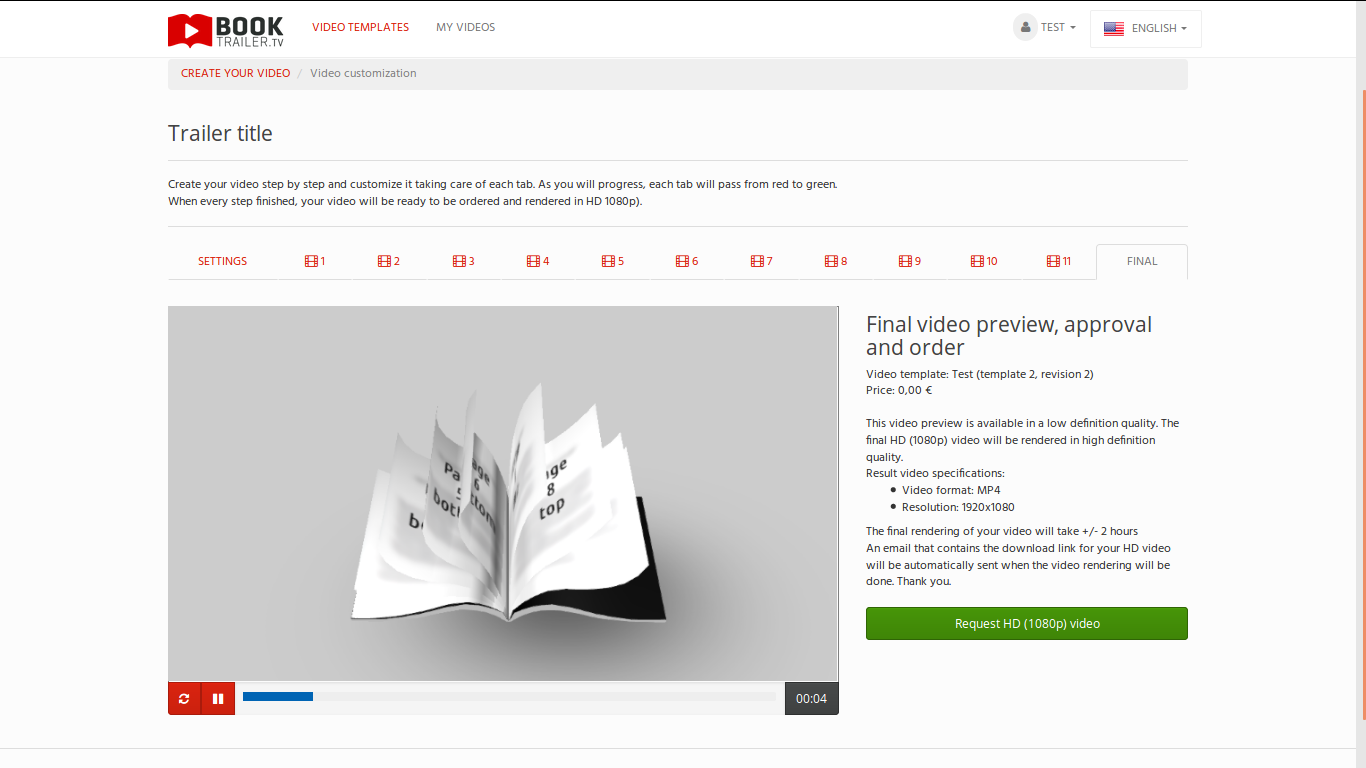 BOOK
TRAILER.TV
VIDEO TEMPLATES
MY VIDEOS
TEST
ENGLISH
CREATE YOUR VIDEO / Video customization
Trailer title
Create your video step by step and customize it taking care of each tab. As you will progress, each tab will pass from red to green.
When every step finished, your video will be ready to be ordered and rendered in HD 1080p).
SETTINGS 1 2 3 4 5 6 7 8 9 10 11 FINAL
age
8
top
6
00:04
Final video preview, approval
and order
Video template: Test (template 2, revision 2)
Price: 0,00 €
This video preview is available in a low definition quality. The
final HD (1080p) video will be rendered in high definition
quality.
Result video specifications:
Video format: MP4
Resolution: 1920x1080
The final rendering of your video will take +/- 2 hours
An email that contains the download link for your HD video
will be automatically sent when the video rendering will be
done. Thank you.
Request HD (1080p) video